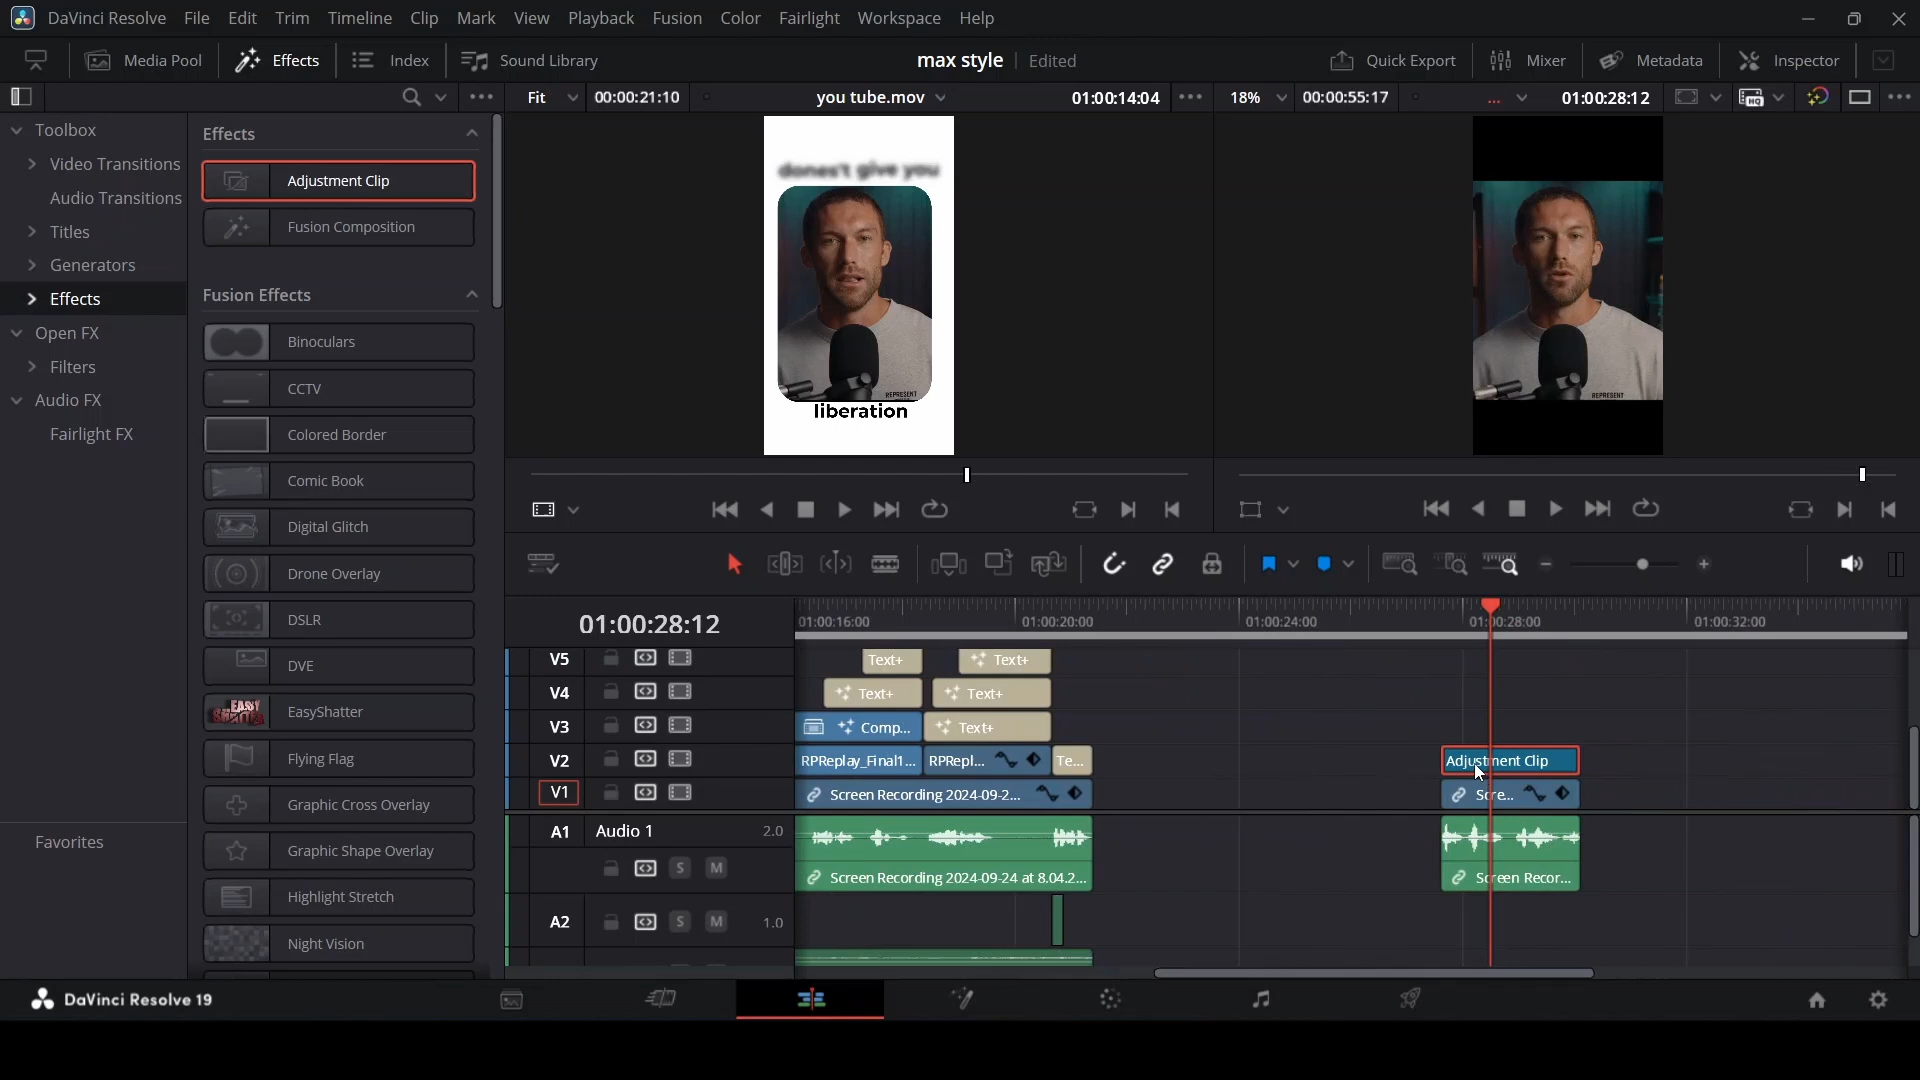 DaVinci Resolve File Edit Trim Timeline Clip Mark View Playback Fusion Color Fairlight Workspace Help
Media Pool Effects Index Sound Library max style Edited Quick Export Mixer Metadata Inspector
Fit 00:00:21:10 you tube.mov 01:00:14:04 18% 00:00:55:17 ... 01:00:28:12 HQ
Toolbox
Video Transitions
Audio Transitions
Titles
Generators
Effects
Open FX
Filters
Audio FX
Fairlight FX
Favorites
Effects
Adjustment Clip
Fusion Composition
Fusion Effects
Binoculars
CCTV
Colored Border
Comic Book
Digital Glitch
Drone Overlay
DSLR
DVE
EASY SHATTER EasyShatter
Flying Flag
Graphic Cross Overlay
Graphic Shape Overlay
Highlight Stretch
Night Vision
dones't give you
REPRESENT
liberation
REPRESENT
01:00:28:12 01:00:16:00 01:00:20:00 01:00:24:00 01:00:28:00 01:00:32:00
V5 Text+ Text+
V4 Text+ Text+
V3 Comp... Text+
V2 RPReplay_Final1... RPRepl... Te... Adjustment Clip
V1 Screen Recording 2024-09-2... Scre...
A1 Audio 1 2.0
S M Screen Recording 2024-09-24 at 8.04.2... Screen Recor...
A2 S M 1.0
DaVinci Resolve 19